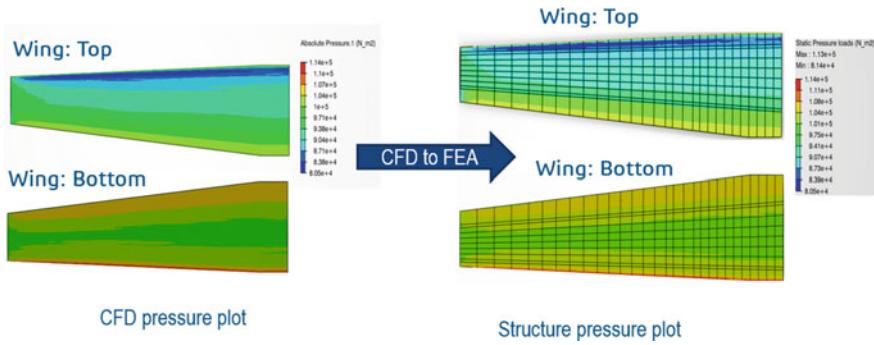 Wing: Top
Absolute Pressure.1 (N_m2)
1.14e+5
1.1e+5
1.07e+5
1.04e+5
1e+5
9.71e+4
9.38e+4
9.04e+4
8.71e+4
8.38e+4
8.05e+4
Wing: Bottom
CFD pressure plot
CFD to FEA
Wing: Top
Static Pressure loads (N_m2)
Max : 1.13e+5
Min : 8.14e+4
1.14e+5
1.11e+5
1.08e+5
1.04e+5
1.01e+5
9.75e+4
9.41e+4
9.07e+4
8.73e+4
8.39e+4
8.05e+4
Wing: Bottom
Structure pressure plot